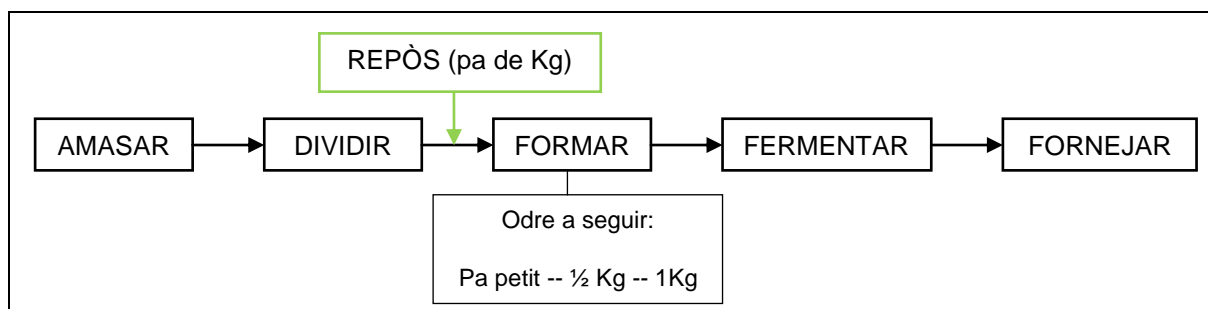 REPÒS (pa de Kg)
AMASAR
DIVIDIR
FORMAR
FERMENTAR
FORNEJAR
Odre a seguir:
Pa petit -- ½ Kg -- 1Kg